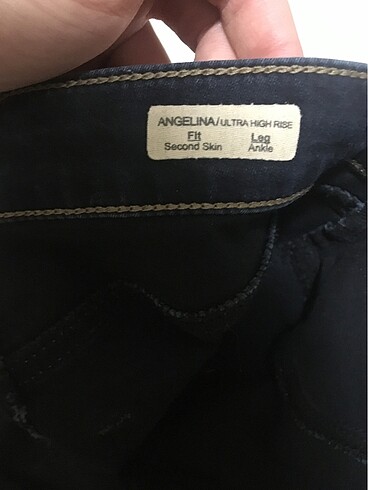 ANGELINA/ULTRA HIGH RISE
Fit Leg
Second Skin Ankle